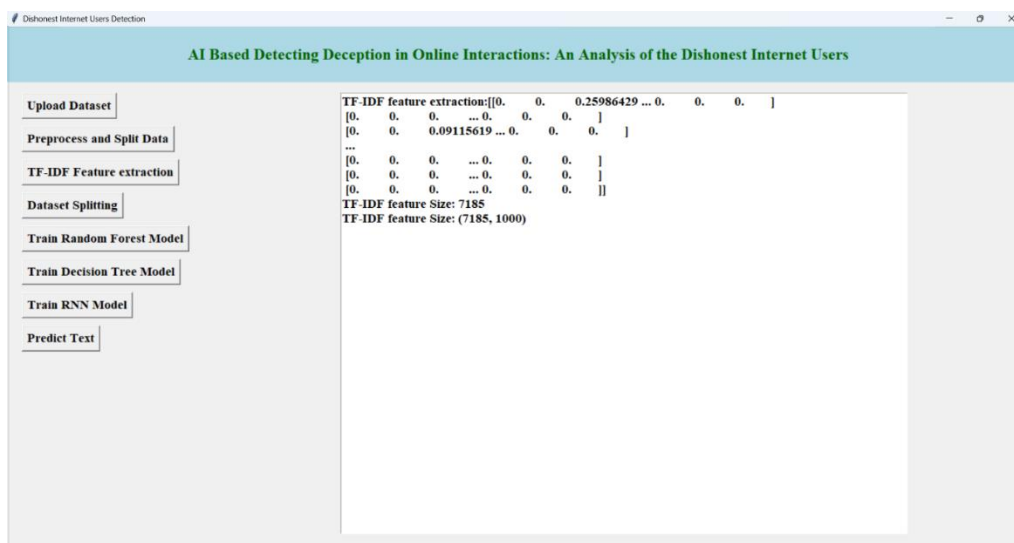 Dishonest Internet Users Detection
AI Based Detecting Deception in Online Interactions: An Analysis of the Dishonest Internet Users
Upload Dataset
Preprocess and Split Data
TF-IDF Feature extraction
Dataset Splitting
Train Random Forest Model
Train Decision Tree Model
Train RNN Model
Predict Text
TF-IDF feature extraction:[[0. 0. 0.25986429 ... 0. 0. 0. ]
[0. 0. 0. ... 0. 0. 0. ]
[0. 0. 0.09115619 ... 0. 0. 0. ]
...
[0. 0. 0. ... 0. 0. 0. ]
[0. 0. 0. ... 0. 0. 0. ]
[0. 0. 0. ... 0. 0. 0. ]]
TF-IDF feature Size: 7185
TF-IDF feature Size: (7185, 1000)